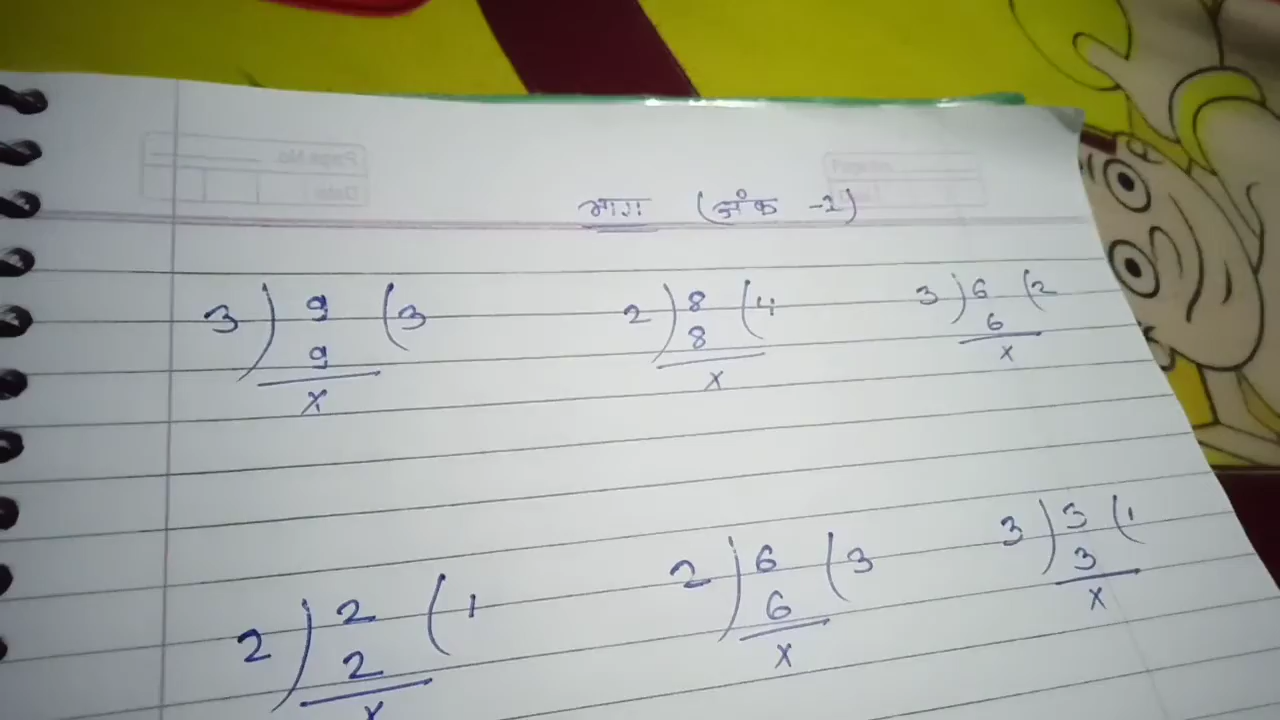 भाग (अंक -1)
3 ) 9 ( 3 2 ) 8 ( 4 3 ) 6 ( 2
9 8 6
x x x
2 ) 2 ( 1 2 ) 6 ( 3 3 ) 3 ( 1
2 6 3
x x x